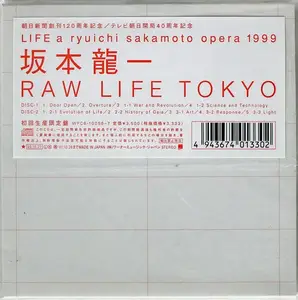 朝日新聞創刊120周年記念／テレビ朝日開局40周年記念
LIFE a ryuichi sakamoto opera 1999
坂本龍一
RAW LIFE TOKYO
DISC-1 1. Door Open／2. Overture／3. 1-1 War and Revolution／4. 1-2 Science and Technology
DISC-2 1. 2-1 Evolution of Life／2. 2-2 History of Gaia／3. 3-1 Art／4. 3-2 Response／5. 3-3 Light
初回生産限定盤
4 943674 013302